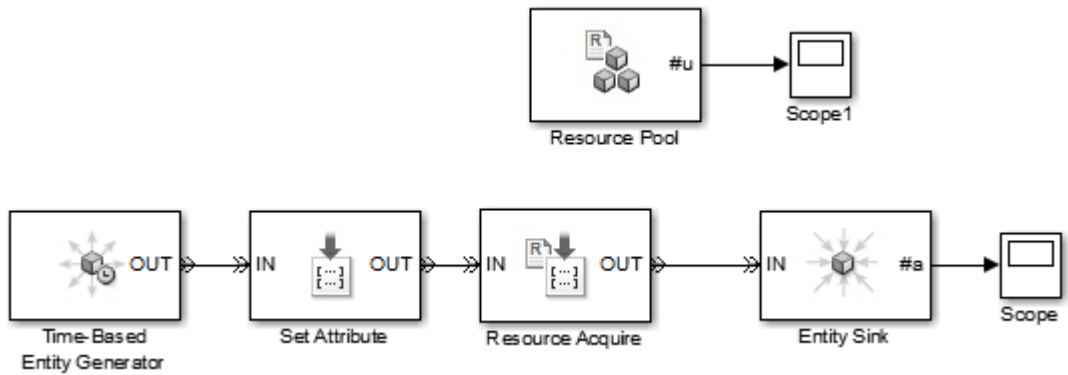 R
#u
Scope1
Resource Pool
OUT
IN
[...]
[...]
OUT
IN
R
[...]
[...]
OUT
IN
#a
Time-Based
Entity Generator
Set Attribute
Resource Acquire
Entity Sink
Scope